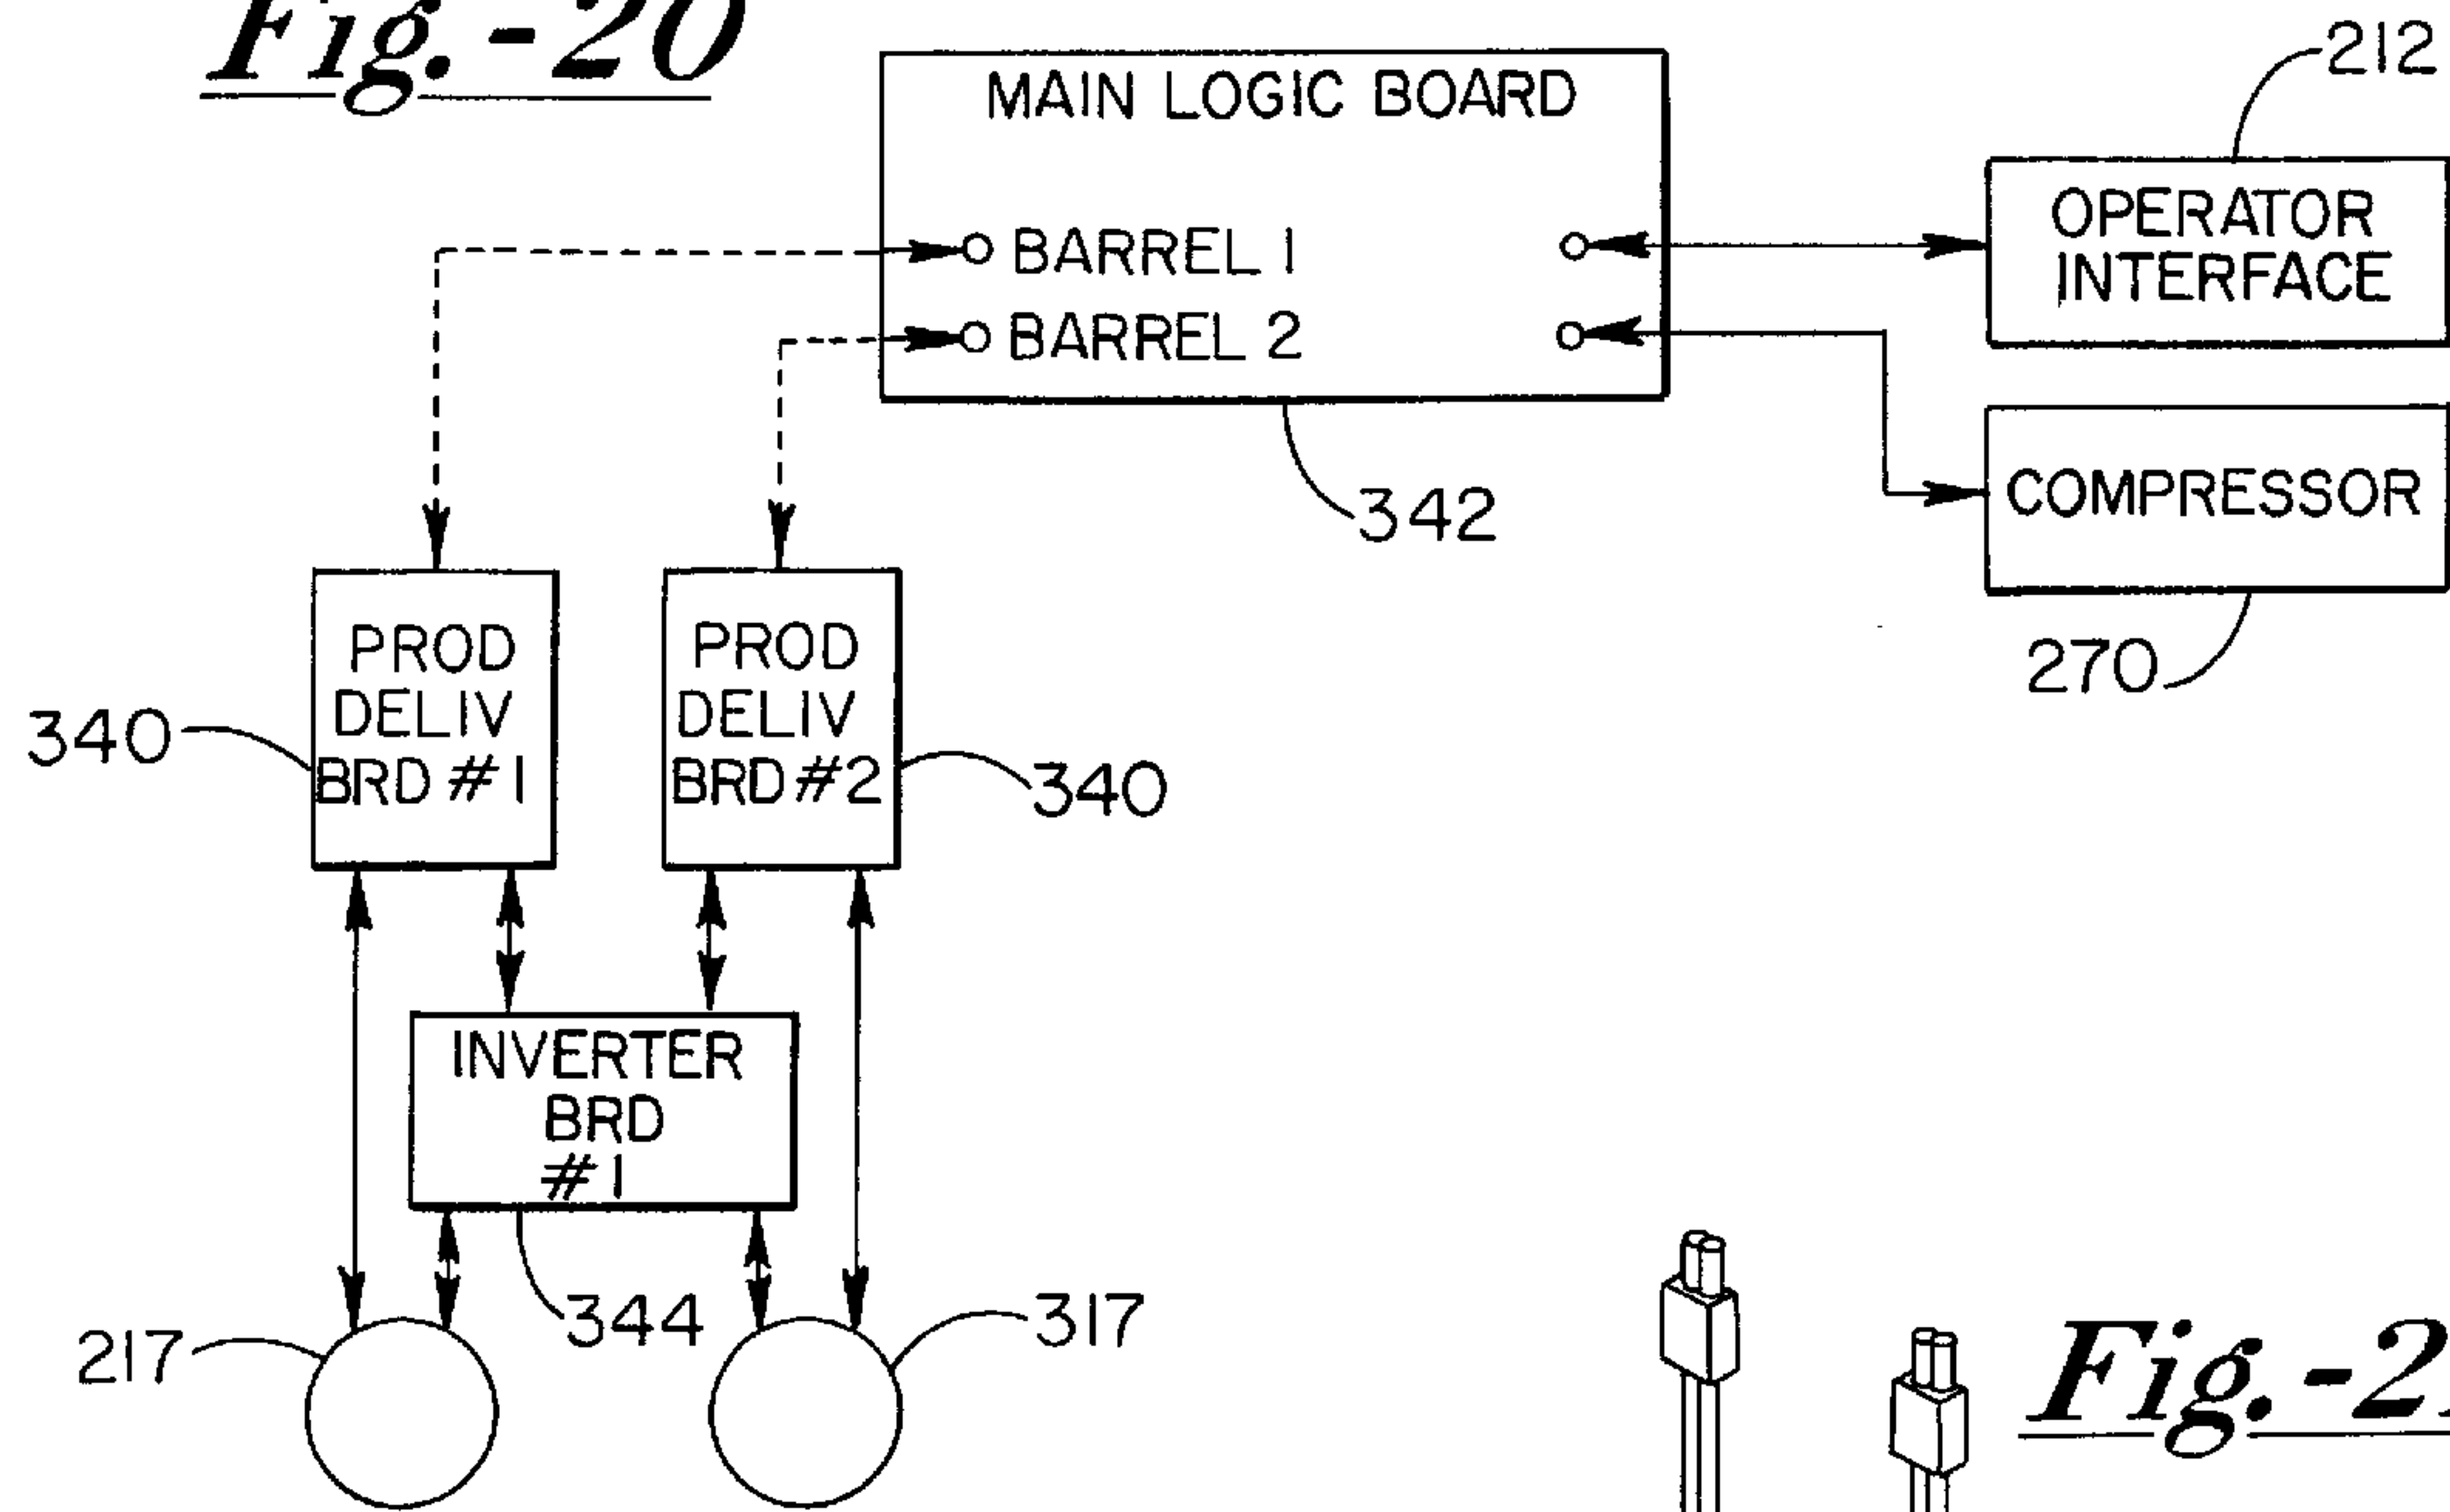 Fig.-20
MAIN LOGIC BOARD
BARREL 1
BARREL 2
212
OPERATOR
INTERFACE
COMPRESSOR
342
270
PROD
DELIV
BRD #1
PROD
DELIV
BRD #2
340
340
INVERTER
BRD
#1
344
217
317